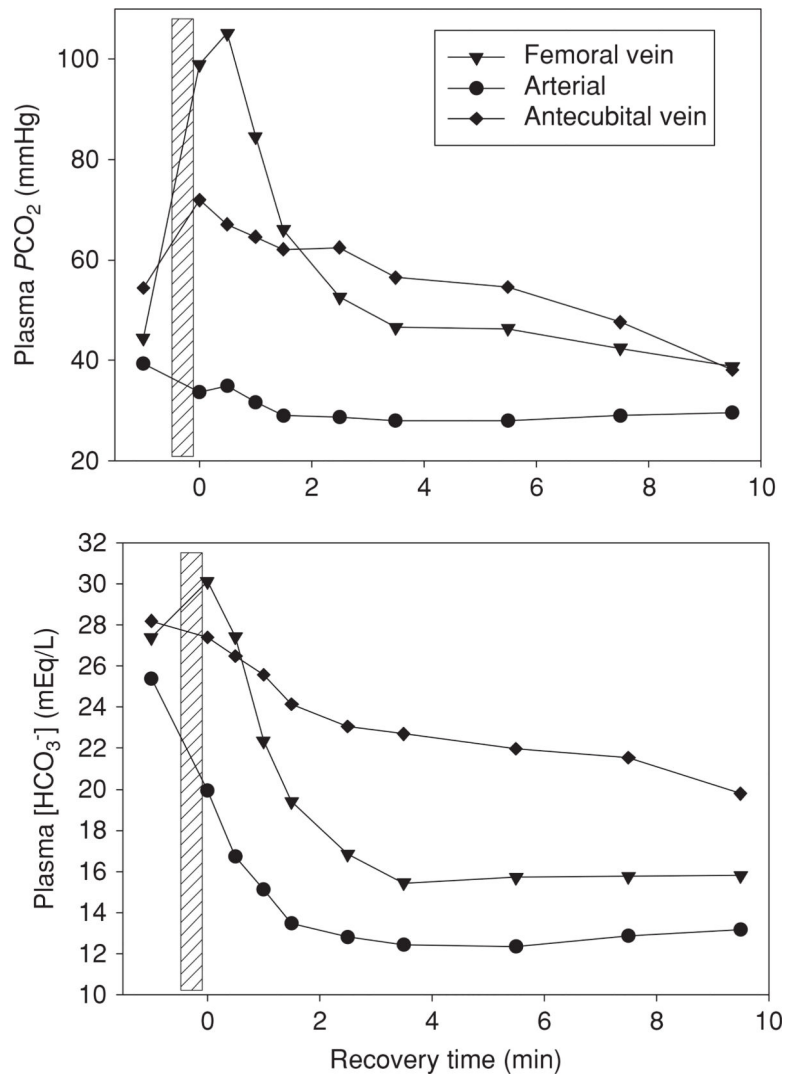 100
80
60
40
20
Plasma PCO₂ (mmHg)
Femoral vein
Arterial
Antecubital vein
0 2 4 6 8 10
32
30
28
26
24
22
20
18
16
14
12
10
Plasma [HCO₃⁻] (mEq/L)
0 2 4 6 8 10
Recovery time (min)